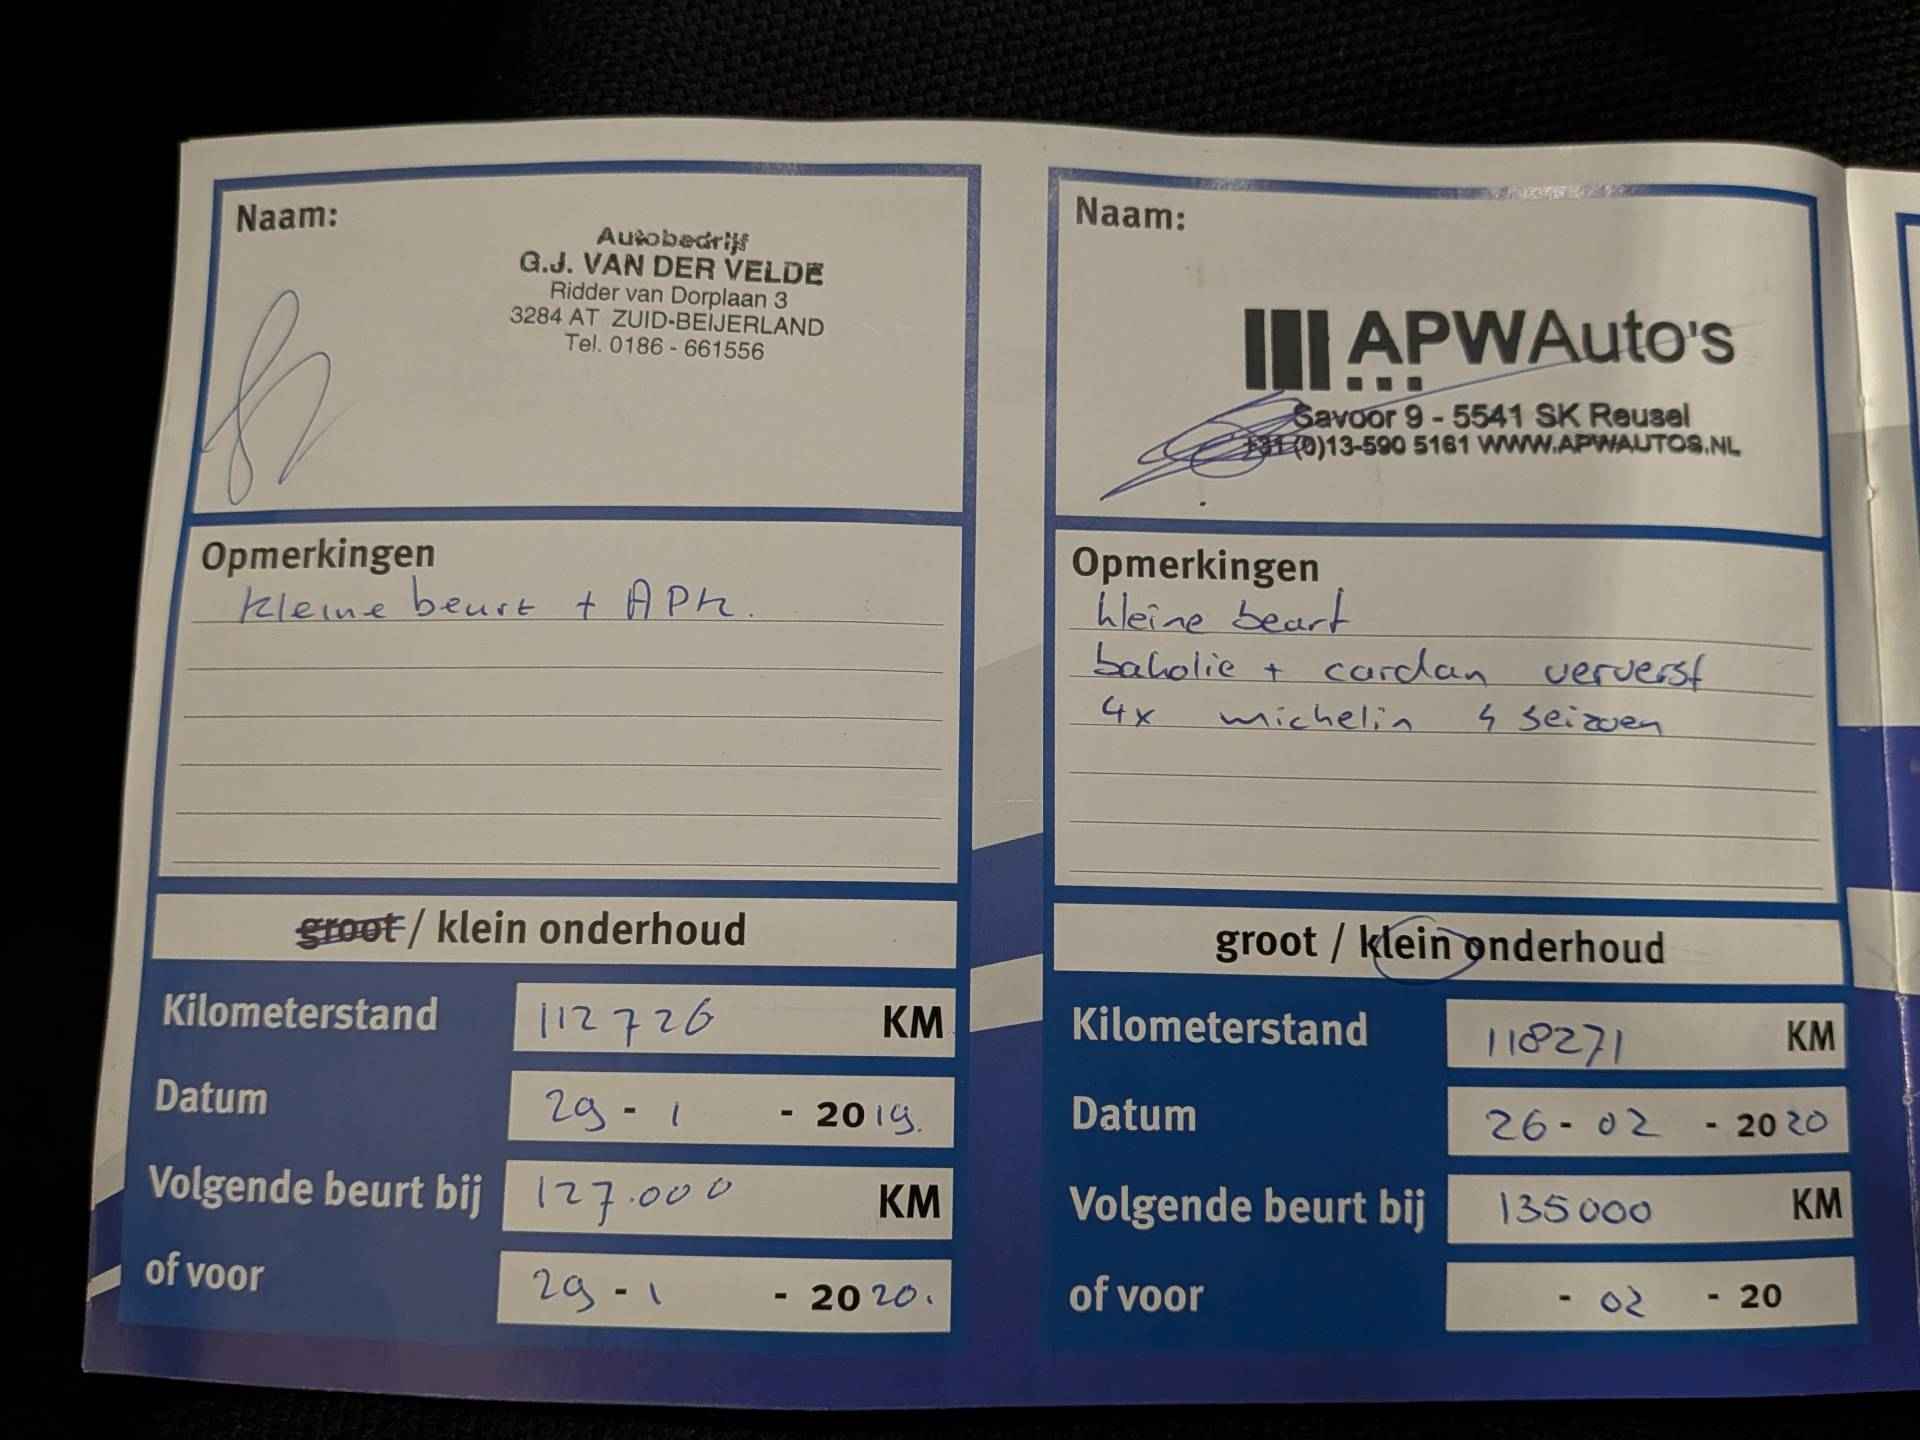 Naam:
Autobedrijf
G.J. VAN DER VELDE
Ridder van Dorplaan 3
3284 AT ZUID-BEIJERLAND
Tel. 0186 - 661556
Opmerkingen
kleine beurt + APK.
groot / klein onderhoud
Kilometerstand 112726 KM
Datum 29 - 1 - 2019.
Volgende beurt bij 127.000 KM
of voor 29 - 1 - 2020.
Naam:
APWAuto's
Savoor 9 - 5541 SK Reusel
+31 (0)13-590 5161 WWW.APWAUTOS.NL
Opmerkingen
kleine beurt
bakolie + cardan ververst
4x michelin 4 seizoen
groot / klein onderhoud
Kilometerstand 118271 KM
Datum 26 - 02 - 2020
Volgende beurt bij 135000 KM
of voor - 02 - 20